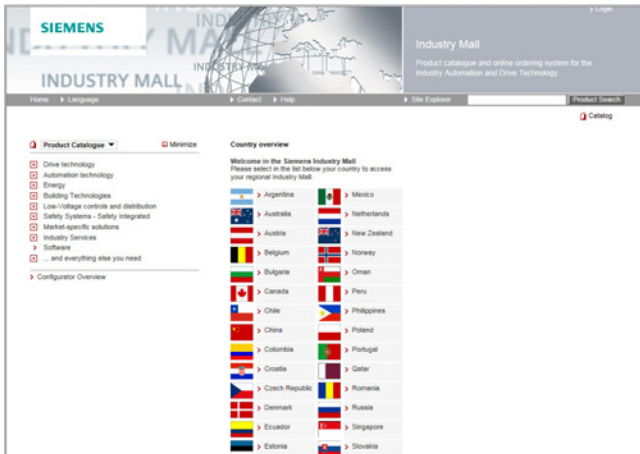 > Login
SIEMENS
INDUSTRY MALL
Industry Mall
Product catalogue and online ordering system for the
Industry Automation and Drive Technology.
Home > Language > Contact > Help > Site Explorer Product Search
Catalog
Product Catalogue ▼ Minimize
Drive technology
Automation technology
Energy
Building Technologies
Low-Voltage controls and distribution
Safety Systems - Safety Integrated
Market-specific solutions
Industry Services
> Software
... and everything else you need
> Configurator Overview
Country overview
Welcome in the Siemens Industry Mall
Please select in the list below your country to access
your regional Industry Mall.
> Argentina > Mexico
> Australia > Netherlands
> Austria > New Zealand
> Belgium > Norway
> Bulgaria > Oman
> Canada > Peru
> Chile > Philippines
> China > Poland
> Colombia > Portugal
> Croatia > Qatar
> Czech Republic > Romania
> Denmark > Russia
> Ecuador > Singapore
> Estonia > Slovakia